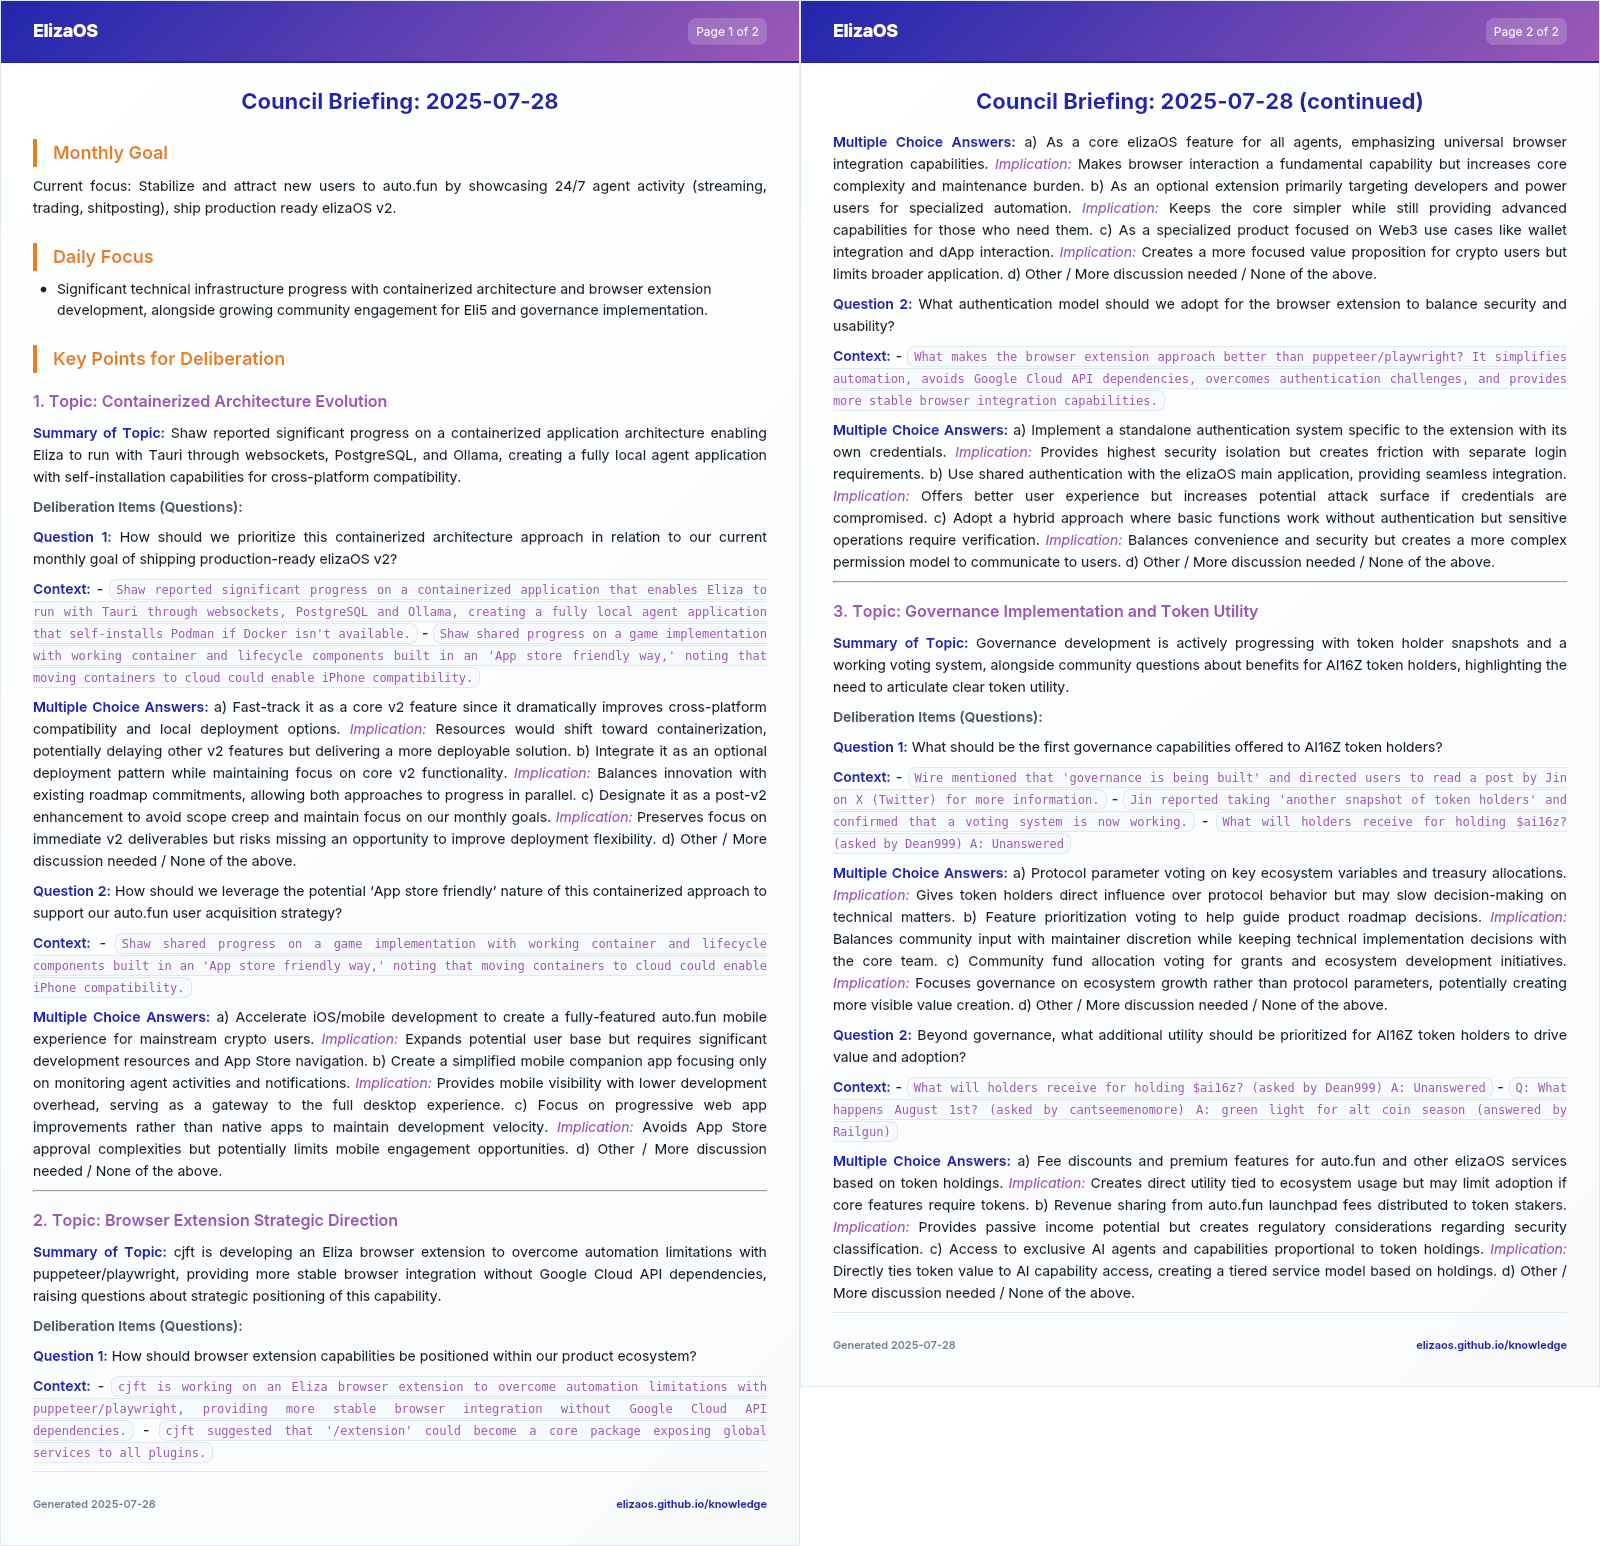 ElizaOS
Page 1 of 2
Council Briefing: 2025-07-28
Monthly Goal
Current focus: Stabilize and attract new users to auto.fun by showcasing 24/7 agent activity (streaming,
trading, shitposting), ship production ready elizaOS v2.
Daily Focus
• Significant technical infrastructure progress with containerized architecture and browser extension
development, alongside growing community engagement for Eli5 and governance implementation.
Key Points for Deliberation
1. Topic: Containerized Architecture Evolution
Summary of Topic: Shaw reported significant progress on a containerized application architecture enabling
Eliza to run with Tauri through websockets, PostgreSQL, and Ollama, creating a fully local agent application
with self-installation capabilities for cross-platform compatibility.
Deliberation Items (Questions):
Question 1: How should we prioritize this containerized architecture approach in relation to our current
monthly goal of shipping production-ready elizaOS v2?
Context: - Shaw reported significant progress on a containerized application that enables Eliza to
run with Tauri through websockets, PostgreSQL and Ollama, creating a fully local agent application
that self-installs Podman if Docker isn't available. - Shaw shared progress on a game implementation
with working container and lifecycle components built in an 'App store friendly way,' noting that
moving containers to cloud could enable iPhone compatibility.
Multiple Choice Answers: a) Fast-track it as a core v2 feature since it dramatically improves cross-platform
compatibility and local deployment options. Implication: Resources would shift toward containerization,
potentially delaying other v2 features but delivering a more deployable solution. b) Integrate it as an optional
deployment pattern while maintaining focus on core v2 functionality. Implication: Balances innovation with
existing roadmap commitments, allowing both approaches to progress in parallel. c) Designate it as a post-v2
enhancement to avoid scope creep and maintain focus on our monthly goals. Implication: Preserves focus on
immediate v2 deliverables but risks missing an opportunity to improve deployment flexibility. d) Other / More
discussion needed / None of the above.
Question 2: How should we leverage the potential ‘App store friendly’ nature of this containerized approach to
support our auto.fun user acquisition strategy?
Context: - Shaw shared progress on a game implementation with working container and lifecycle
components built in an 'App store friendly way,' noting that moving containers to cloud could enable
iPhone compatibility.
Multiple Choice Answers: a) Accelerate iOS/mobile development to create a fully-featured auto.fun mobile
experience for mainstream crypto users. Implication: Expands potential user base but requires significant
development resources and App Store navigation. b) Create a simplified mobile companion app focusing only
on monitoring agent activities and notifications. Implication: Provides mobile visibility with lower development
overhead, serving as a gateway to the full desktop experience. c) Focus on progressive web app
improvements rather than native apps to maintain development velocity. Implication: Avoids App Store
approval complexities but potentially limits mobile engagement opportunities. d) Other / More discussion
needed / None of the above.
2. Topic: Browser Extension Strategic Direction
Summary of Topic: cjft is developing an Eliza browser extension to overcome automation limitations with
puppeteer/playwright, providing more stable browser integration without Google Cloud API dependencies,
raising questions about strategic positioning of this capability.
Deliberation Items (Questions):
Question 1: How should browser extension capabilities be positioned within our product ecosystem?
Context: - cjft is working on an Eliza browser extension to overcome automation limitations with
puppeteer/playwright, providing more stable browser integration without Google Cloud API
dependencies. - cjft suggested that '/extension' could become a core package exposing global
services to all plugins.
Generated 2025-07-28
elizaos.github.io/knowledge
ElizaOS
Page 2 of 2
Council Briefing: 2025-07-28 (continued)
Multiple Choice Answers: a) As a core elizaOS feature for all agents, emphasizing universal browser
integration capabilities. Implication: Makes browser interaction a fundamental capability but increases core
complexity and maintenance burden. b) As an optional extension primarily targeting developers and power
users for specialized automation. Implication: Keeps the core simpler while still providing advanced
capabilities for those who need them. c) As a specialized product focused on Web3 use cases like wallet
integration and dApp interaction. Implication: Creates a more focused value proposition for crypto users but
limits broader application. d) Other / More discussion needed / None of the above.
Question 2: What authentication model should we adopt for the browser extension to balance security and
usability?
Context: - What makes the browser extension approach better than puppeteer/playwright? It simplifies
automation, avoids Google Cloud API dependencies, overcomes authentication challenges, and provides
more stable browser integration capabilities.
Multiple Choice Answers: a) Implement a standalone authentication system specific to the extension with its
own credentials. Implication: Provides highest security isolation but creates friction with separate login
requirements. b) Use shared authentication with the elizaOS main application, providing seamless integration.
Implication: Offers better user experience but increases potential attack surface if credentials are
compromised. c) Adopt a hybrid approach where basic functions work without authentication but sensitive
operations require verification. Implication: Balances convenience and security but creates a more complex
permission model to communicate to users. d) Other / More discussion needed / None of the above.
3. Topic: Governance Implementation and Token Utility
Summary of Topic: Governance development is actively progressing with token holder snapshots and a
working voting system, alongside community questions about benefits for AI16Z token holders, highlighting the
need to articulate clear token utility.
Deliberation Items (Questions):
Question 1: What should be the first governance capabilities offered to AI16Z token holders?
Context: - Wire mentioned that 'governance is being built' and directed users to read a post by Jin
on X (Twitter) for more information. - Jin reported taking 'another snapshot of token holders' and
confirmed that a voting system is now working. - What will holders receive for holding $ai16z?
(asked by Dean999) A: Unanswered
Multiple Choice Answers: a) Protocol parameter voting on key ecosystem variables and treasury allocations.
Implication: Gives token holders direct influence over protocol behavior but may slow decision-making on
technical matters. b) Feature prioritization voting to help guide product roadmap decisions. Implication:
Balances community input with maintainer discretion while keeping technical implementation decisions with
the core team. c) Community fund allocation voting for grants and ecosystem development initiatives.
Implication: Focuses governance on ecosystem growth rather than protocol parameters, potentially creating
more visible value creation. d) Other / More discussion needed / None of the above.
Question 2: Beyond governance, what additional utility should be prioritized for AI16Z token holders to drive
value and adoption?
Context: - What will holders receive for holding $ai16z? (asked by Dean999) A: Unanswered - Q: What
happens August 1st? (asked by cantseemenomore) A: green light for alt coin season (answered by
Railgun)
Multiple Choice Answers: a) Fee discounts and premium features for auto.fun and other elizaOS services
based on token holdings. Implication: Creates direct utility tied to ecosystem usage but may limit adoption if
core features require tokens. b) Revenue sharing from auto.fun launchpad fees distributed to token stakers.
Implication: Provides passive income potential but creates regulatory considerations regarding security
classification. c) Access to exclusive AI agents and capabilities proportional to token holdings. Implication:
Directly ties token value to AI capability access, creating a tiered service model based on holdings. d) Other /
More discussion needed / None of the above.
Generated 2025-07-28
elizaos.github.io/knowledge